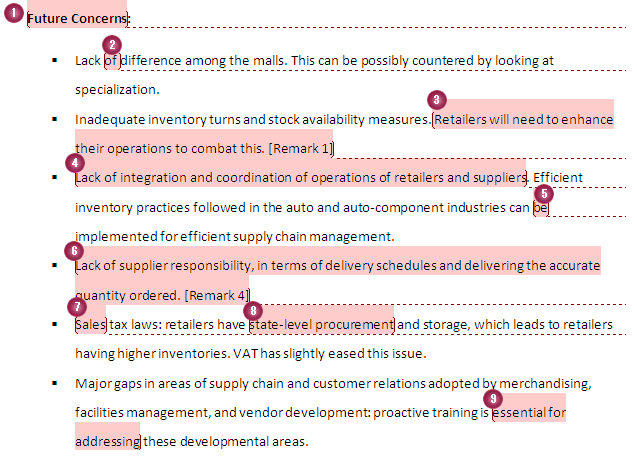 1 Future Concerns:
2
▪ Lack of difference among the malls. This can be possibly countered by looking at
specialization.
3
▪ Inadequate inventory turns and stock availability measures. Retailers will need to enhance
their operations to combat this. [Remark 1]
4
▪ Lack of integration and coordination of operations of retailers and suppliers. Efficient
5
inventory practices followed in the auto and auto-component industries can be
implemented for efficient supply chain management.
6
▪ Lack of supplier responsibility, in terms of delivery schedules and delivering the accurate
quantity ordered. [Remark 4]
7 8
▪ Sales tax laws: retailers have state-level procurement and storage, which leads to retailers
having higher inventories. VAT has slightly eased this issue.
▪ Major gaps in areas of supply chain and customer relations adopted by merchandising,
9
facilities management, and vendor development: proactive training is essential for
addressing these developmental areas.